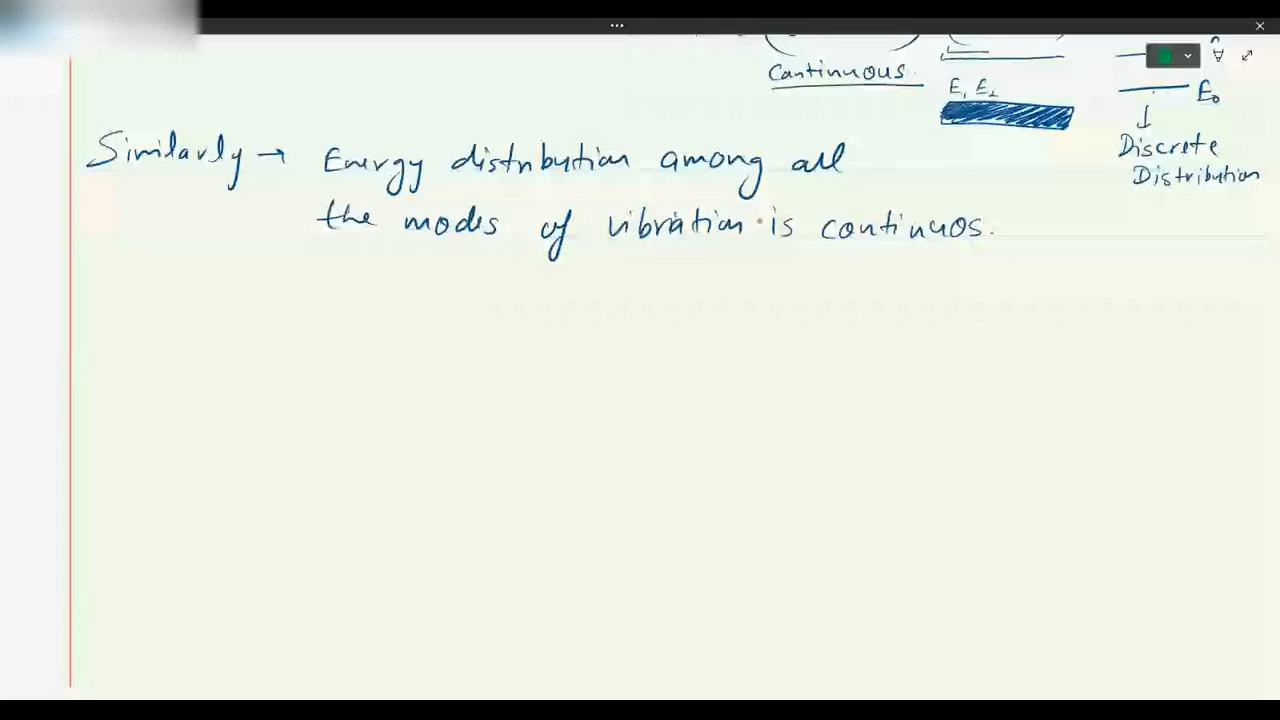 Continuous.
E₁ E₂
E₀
Discrete
Distribution
Similarly → Energy distribution among all
the modes of vibration is continuos.